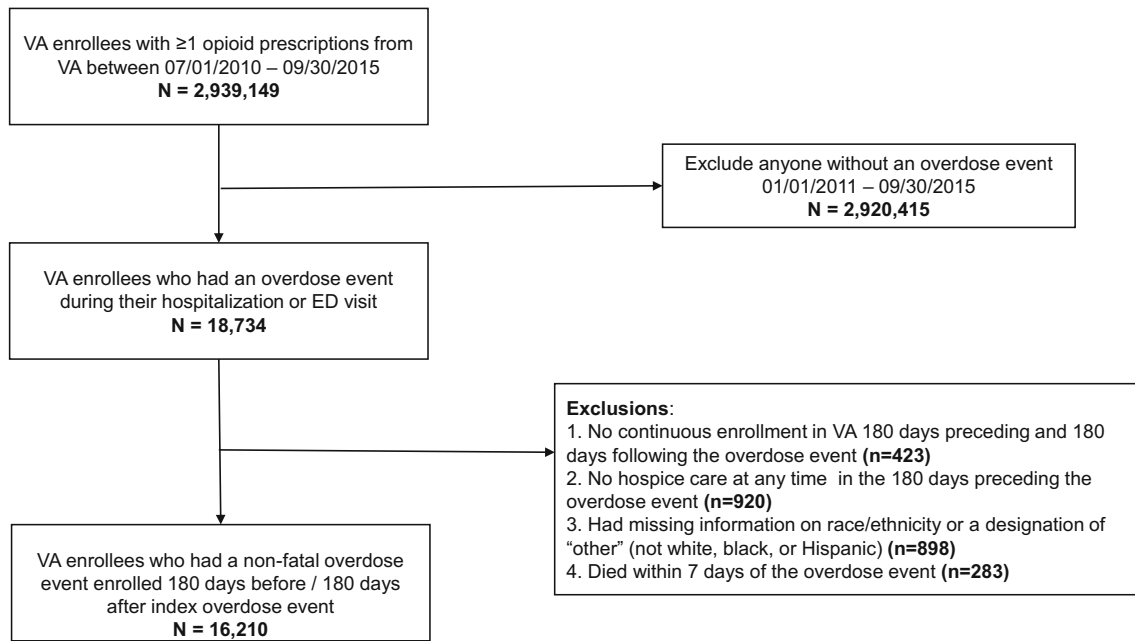 VA enrollees with ≥1 opioid prescriptions from
VA between 07/01/2010 – 09/30/2015
N = 2,939,149
Exclude anyone without an overdose event
01/01/2011 – 09/30/2015
N = 2,920,415
VA enrollees who had an overdose event
during their hospitalization or ED visit
N = 18,734
Exclusions:
1. No continuous enrollment in VA 180 days preceding and 180
days following the overdose event (n=423)
2. No hospice care at any time in the 180 days preceding the
overdose event (n=920)
3. Had missing information on race/ethnicity or a designation of
“other” (not white, black, or Hispanic) (n=898)
4. Died within 7 days of the overdose event (n=283)
VA enrollees who had a non-fatal overdose
event enrolled 180 days before / 180 days
after index overdose event
N = 16,210